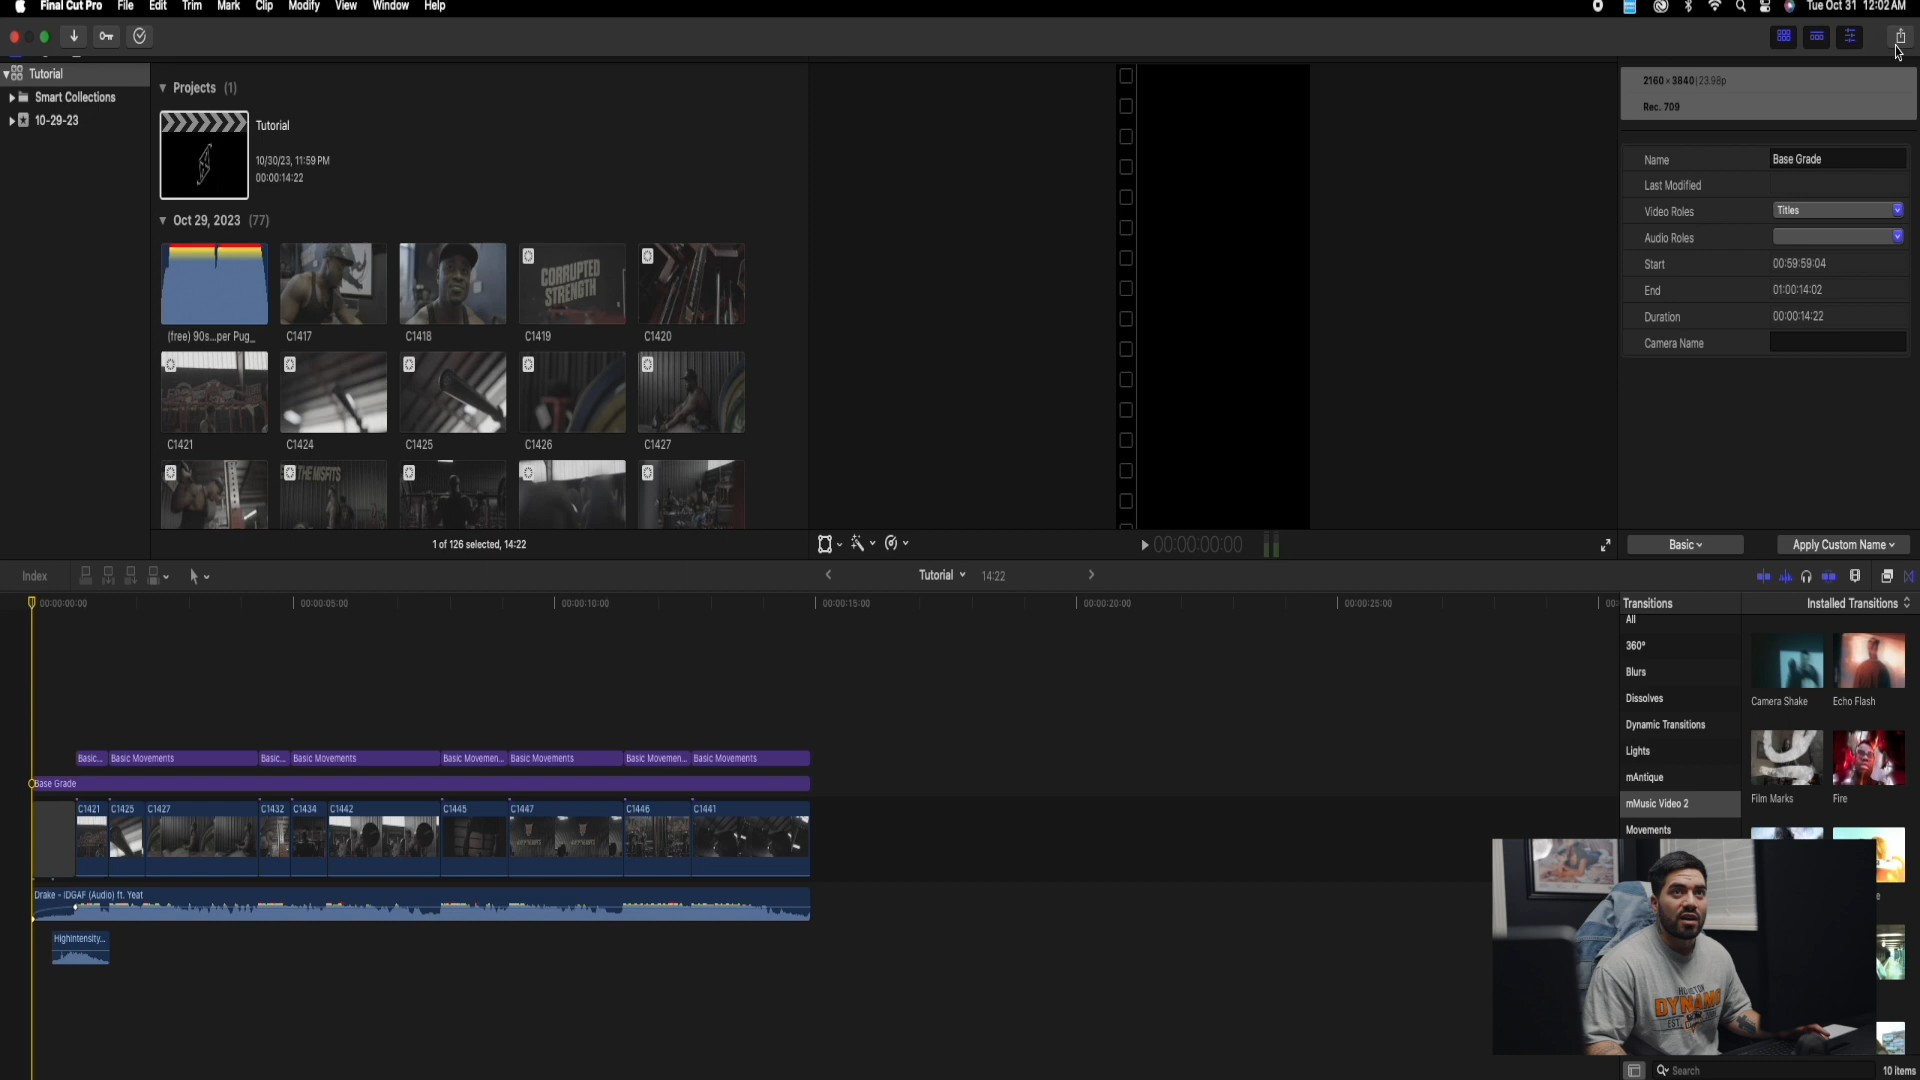 Final Cut Pro File Edit Trim Mark Clip Modify View Window Help
Tue Oct 31 12:02 AM
Tutorial
Smart Collections
10-29-23
Projects (1)
Tutorial
10/30/23, 11:59 PM
00:00:14:22
Oct 29, 2023 (77)
CORRUPTED
STRENGTH
(free) 90s...per Pug_ C1417 C1418 C1419 C1420
C1421 C1424 C1425 C1426 C1427
THE MISFITS
1 of 126 selected, 14:22
00:00:00:00
2160 × 3840 | 23.98p
Rec. 709
Name Base Grade
Last Modified
Video Roles Titles
Audio Roles
Start 00:59:59:04
End 01:00:14:02
Duration 00:00:14:22
Camera Name
Basic Apply Custom Name
Index
Tutorial 14:22
00:00:00:00 00:00:05:00 00:00:10:00 00:00:15:00 00:00:20:00 00:00:25:00 00:
Basic... Basic Movements Basic... Basic Movements Basic Movemen... Basic Movements Basic Movemen... Basic Movements
Base Grade
C1421 C1425 C1427 C1432 C1434 C1442 C1445 C1447 C1446 C1441
Drake - IDGAF (Audio) ft. Yeat
HighIntensity...
Transitions Installed Transitions
All
360°
Blurs
Dissolves
Dynamic Transitions
Lights
mAntique
mMusic Video 2
Movements
Camera Shake Echo Flash
Film Marks Fire
e
HOUSTON
DYNAMO
EST.
Search
10 items